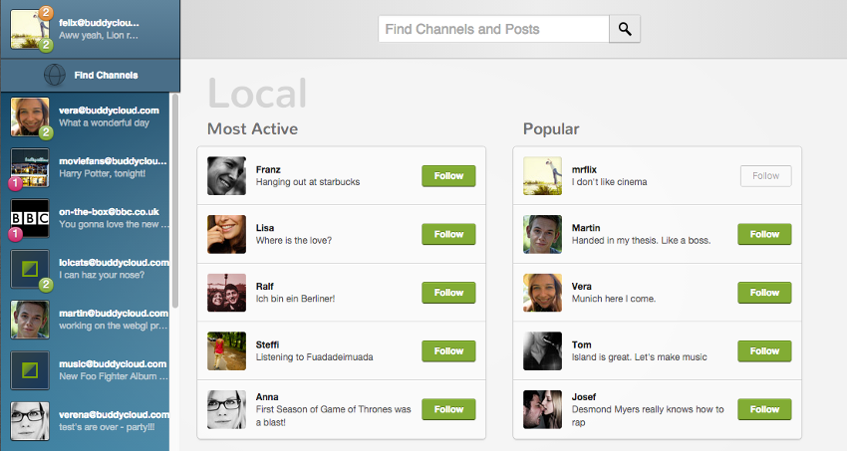 2
felix@buddycloud.co...
Aww yeah, Lion r...
2
Find Channels
vera@buddycloud.com
What a wonderful day
2
moviefans@buddyclou...
Harry Potter, tonight!
1
BBC
on-the-box@bbc.co.uk
You gonna love the new ...
1
lolcats@buddycloud.com
I can haz your nose?
2
martin@buddycloud.com
working on the webgl pr...
music@buddycloud.com
New Foo Fighter Album ...
verena@buddycloud.com
test's are over - party!!!
Find Channels and Posts
Local
Most Active
Franz
Hanging out at starbucks
Follow
Lisa
Where is the love?
Follow
Ralf
Ich bin ein Berliner!
Follow
Steffi
Listening to Fuadadeimuada
Follow
Anna
First Season of Game of Thrones was
a blast!
Follow
Popular
mrflix
I don't like cinema
Follow
Martin
Handed in my thesis. Like a boss.
Follow
Vera
Munich here I come.
Follow
Tom
Island is great. Let's make music
Follow
Josef
Desmond Myers really knows how to
rap
Follow